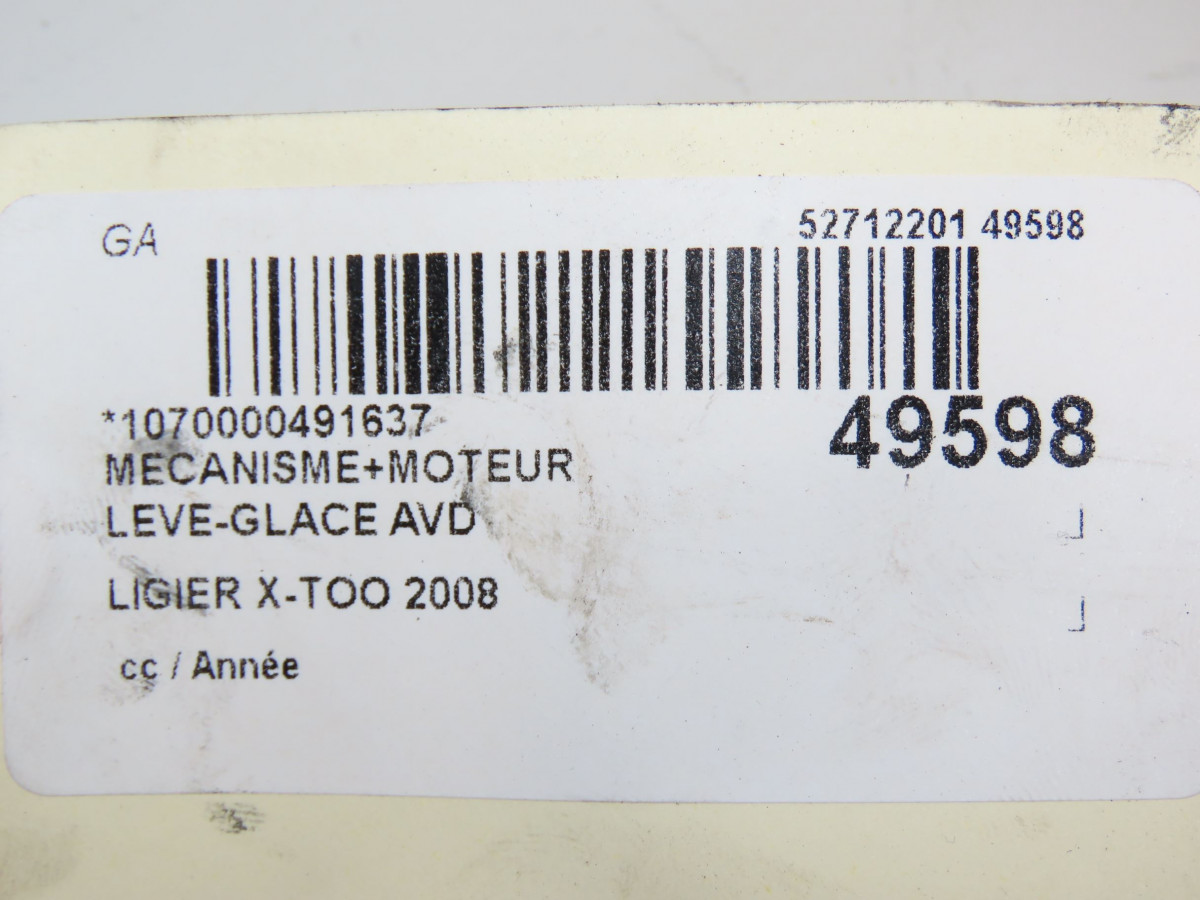 GA
52712201 49598
*1070000491637
49598
MECANISME+MOTEUR
LEVE-GLACE AVD
LIGIER X-TOO 2008
cc / Année